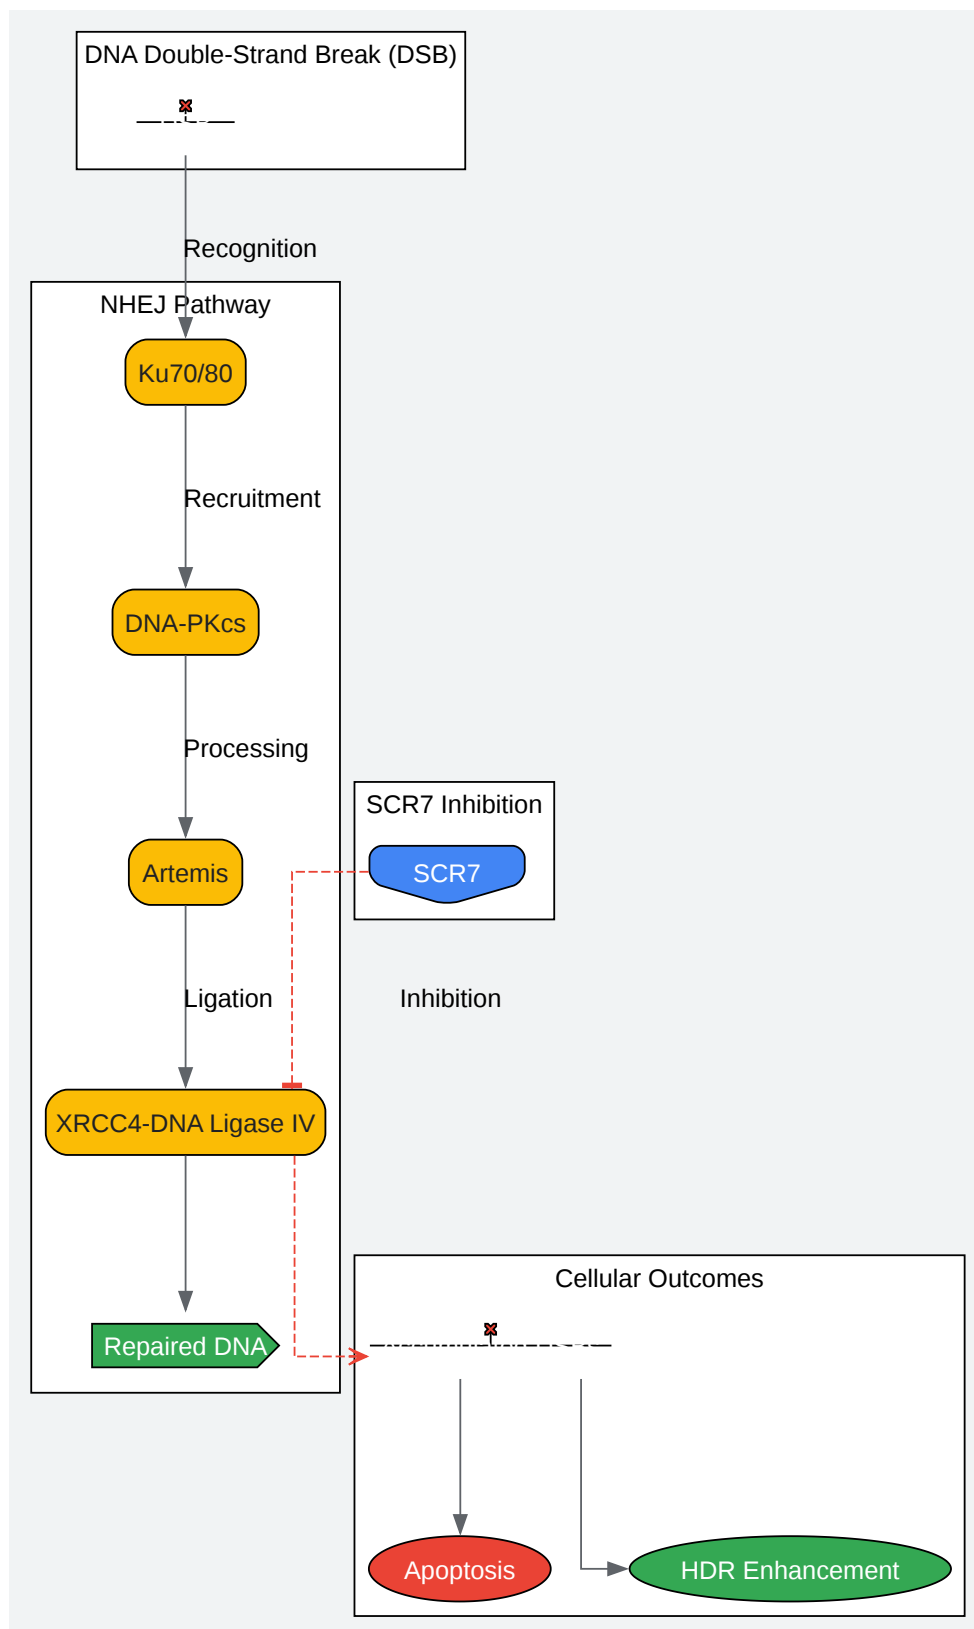 DNA Double-Strand Break (DSB)
Recognition
NHEJ Pathway
Ku70/80
Recruitment
DNA-PKcs
Processing
SCR7 Inhibition
Artemis
SCR7
Ligation
Inhibition
XRCC4-DNA Ligase IV
Cellular Outcomes
Repaired DNA
Apoptosis
HDR Enhancement